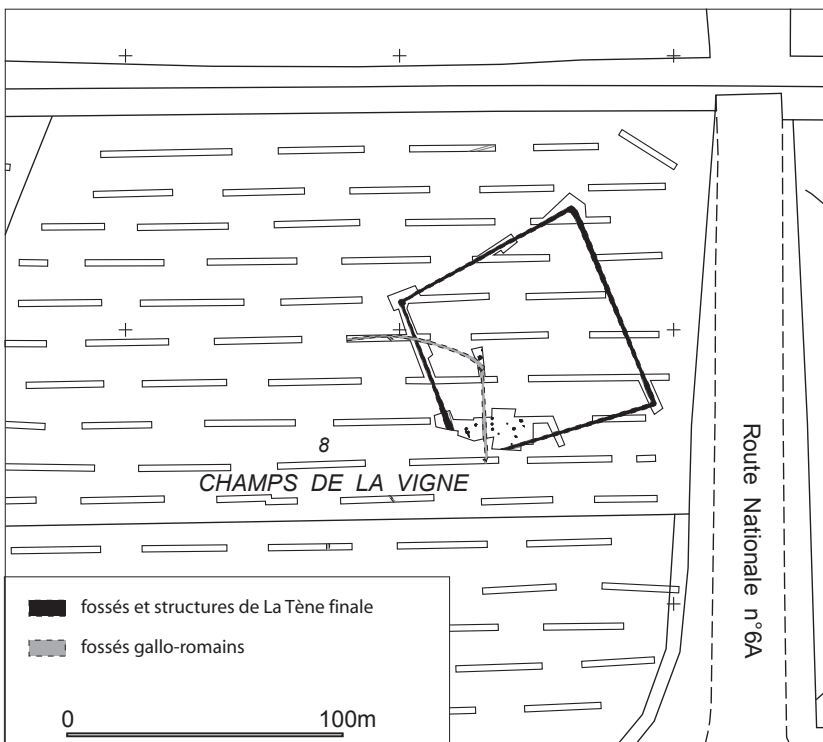 8
CHAMPS DE LA VIGNE
Route Nationale n°6A
fossés et structures de La Tène finale
fossés gallo-romains
0 100m